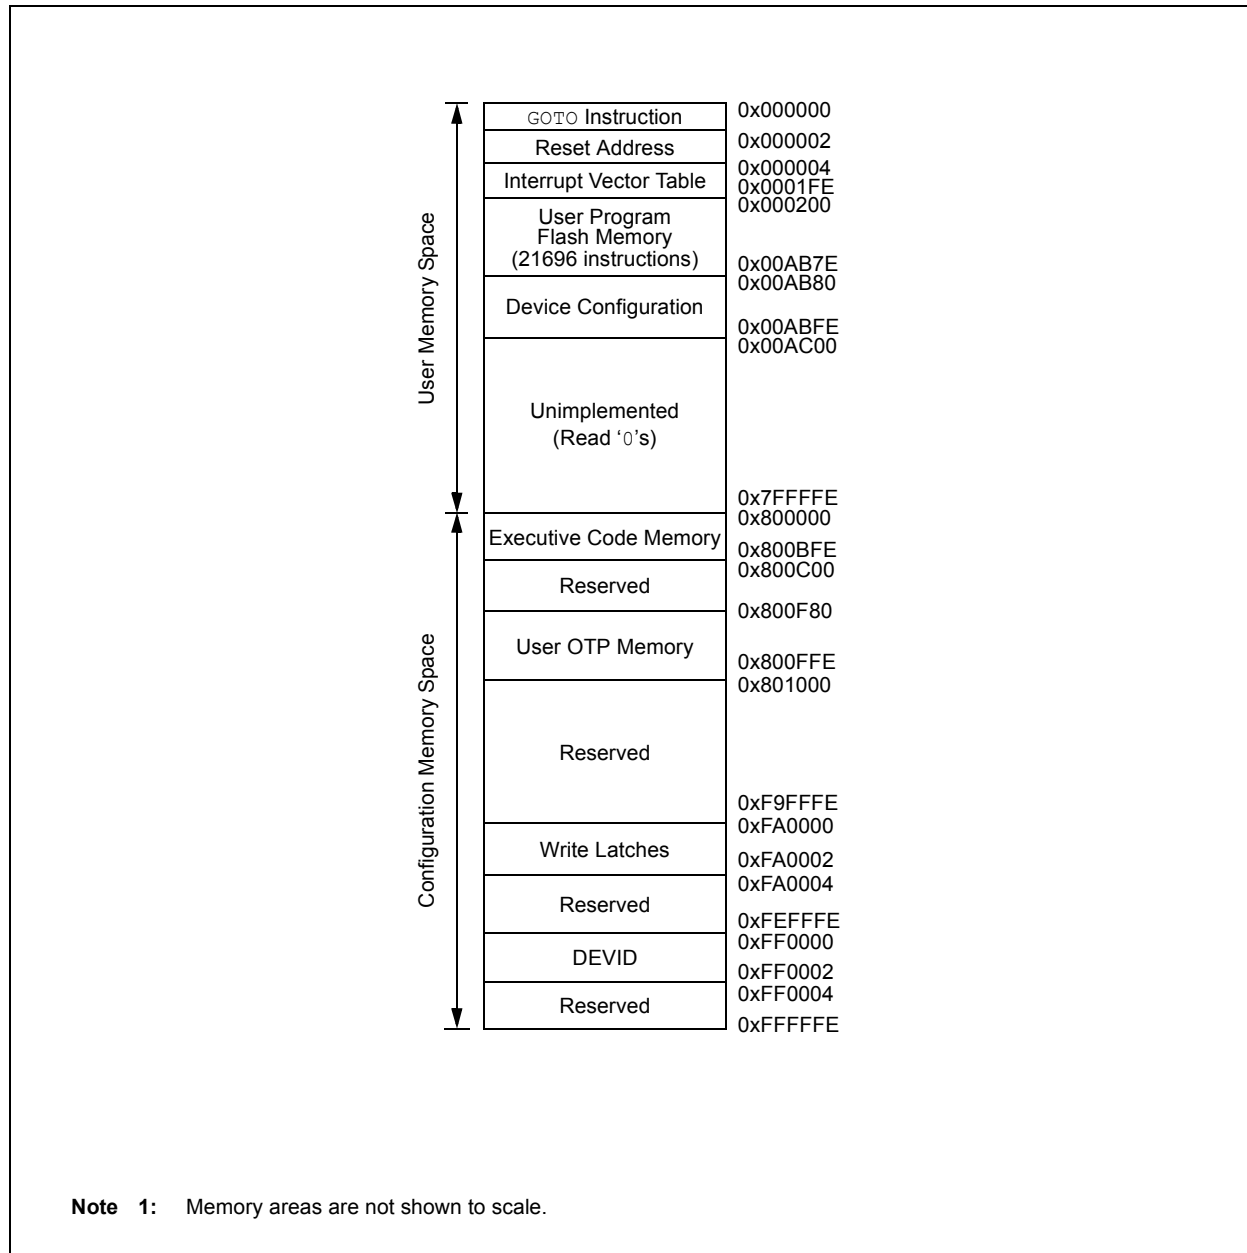 GOTO Instruction 0x000000
Reset Address 0x000002
0x000004
Interrupt Vector Table
0x0001FE
0x000200
User Program
Flash Memory
(21696 instructions)
0x00AB7E
0x00AB80
Device Configuration
0x00ABFE
0x00AC00
User Memory Space
Unimplemented
(Read ‘0’s)
0x7FFFFE
0x800000
Executive Code Memory
0x800BFE
0x800C00
Reserved
0x800F80
User OTP Memory
0x800FFE
0x801000
Configuration Memory Space
Reserved
0xF9FFFE
0xFA0000
Write Latches
0xFA0002
0xFA0004
Reserved
0xFEFFFE
0xFF0000
DEVID
0xFF0002
0xFF0004
Reserved
0xFFFFFE
Note 1: Memory areas are not shown to scale.